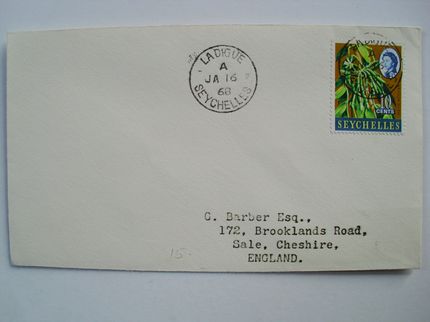 LA DIGUE
A
JA 16
68
SEYCHELLES
10
CENTS
SEYCHELLES
G. Barber Esq.,
172, Brooklands Road,
Sale, Cheshire,
ENGLAND.
15-